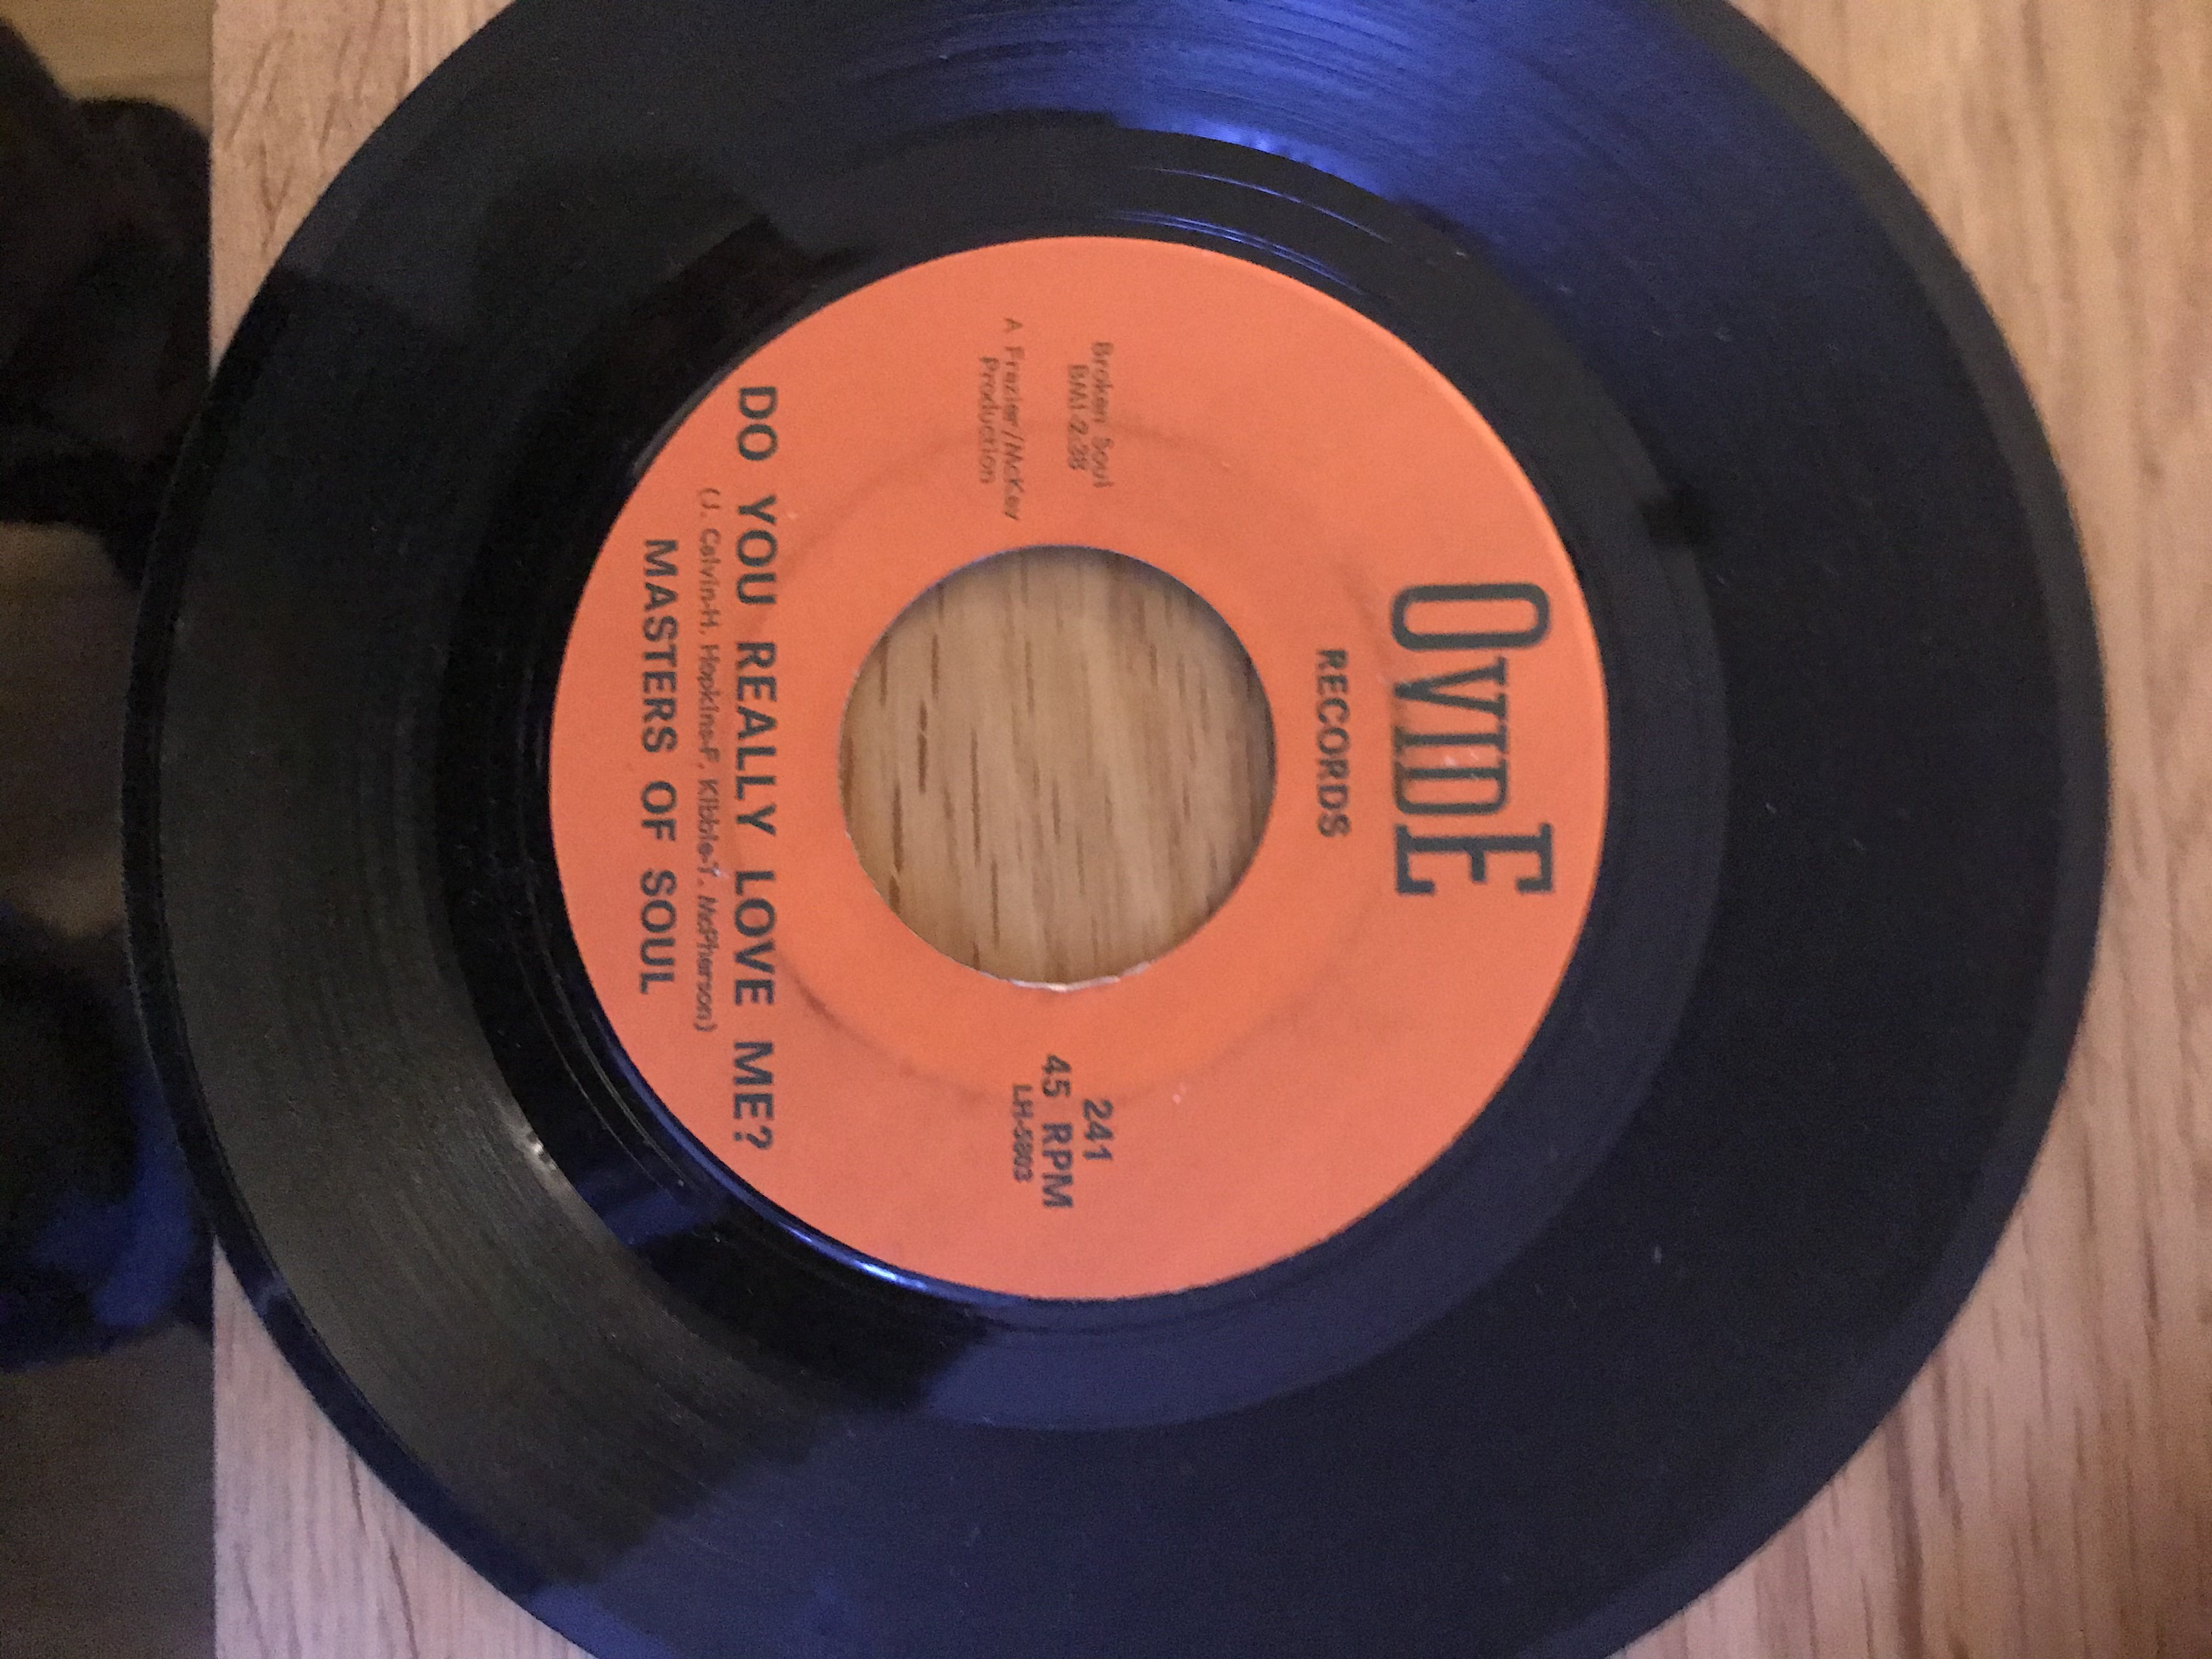 OVIDE
RECORDS
Broken Soul
BMI-2:38
A Frazier/McKey
Production
241
45 RPM
LH-5803
DO YOU REALLY LOVE ME?
(J. Calvin-H. Hopkins-F. Kibble-T. McPherson)
MASTERS OF SOUL